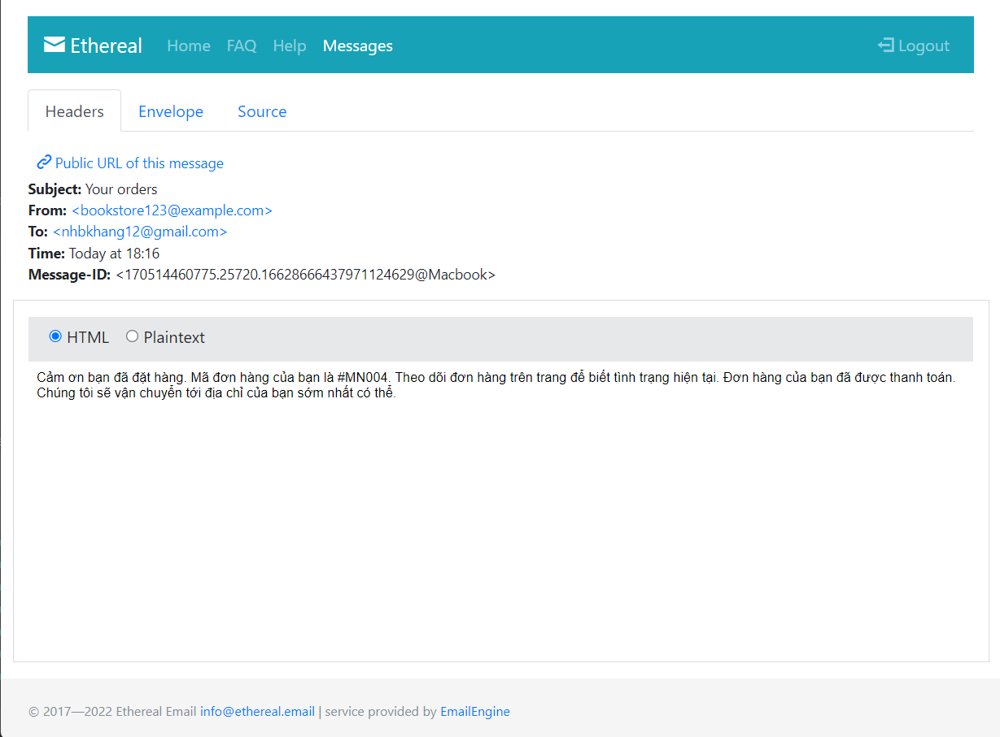 Ethereal Home FAQ Help Messages Logout
Headers Envelope Source
Public URL of this message
Subject: Your orders
From: <bookstore123@example.com>
To: <nhbkhang12@gmail.com>
Time: Today at 18:16
Message-ID: <170514460775.25720.16628666437971124629@Macbook>
HTML Plaintext
Cảm ơn bạn đã đặt hàng. Mã đơn hàng của bạn là #MN004. Theo dõi đơn hàng trên trang để biết tình trạng hiện tại. Đơn hàng của bạn đã được thanh toán.
Chúng tôi sẽ vận chuyển tới địa chỉ của bạn sớm nhất có thể.
© 2017—2022 Ethereal Email info@ethereal.email | service provided by EmailEngine